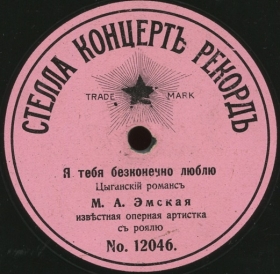 СТЕЛЛА КОНЦЕРТЪ РЕКОРДЪ
TRADE MARK
Я тебя безконечно люблю
Цыганскій романсъ
М. А. Эмская
извѣстная оперная артистка
съ роялю
No. 12046.